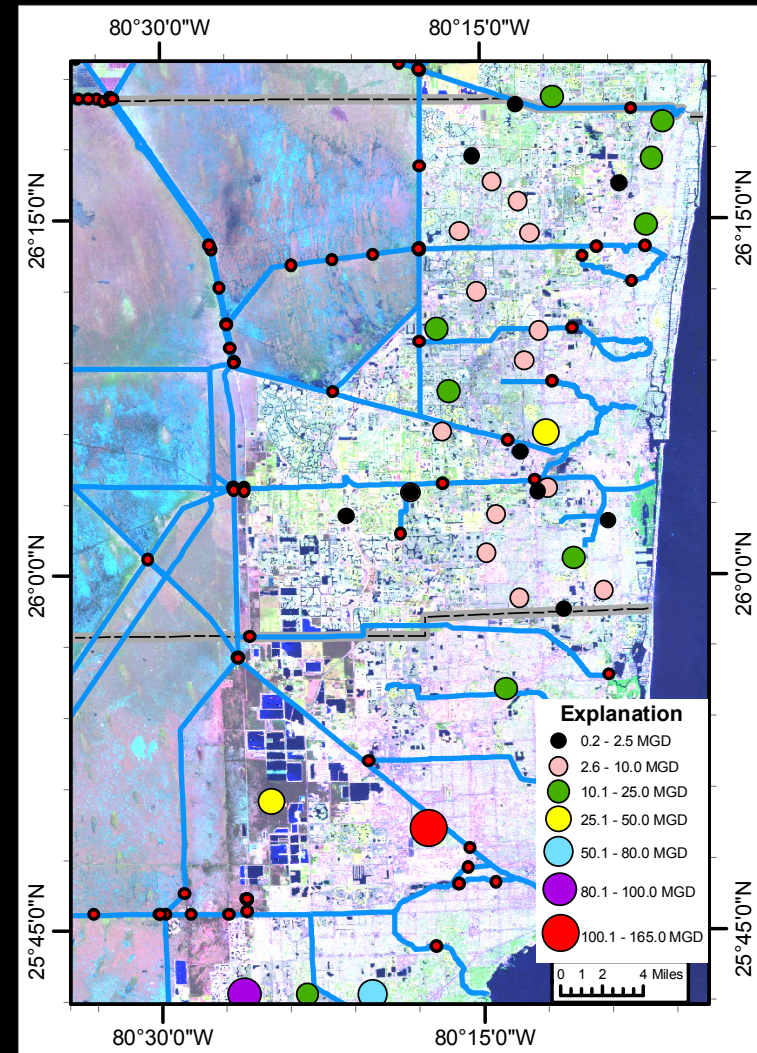 80°30'0"W 80°15'0"W
26°15'0"N 26°15'0"N
26°0'0"N 26°0'0"N
Explanation
0.2 - 2.5 MGD
2.6 - 10.0 MGD
10.1 - 25.0 MGD
25.1 - 50.0 MGD
50.1 - 80.0 MGD
80.1 - 100.0 MGD
100.1 - 165.0 MGD
25°45'0"N 25°45'0"N
0 1 2 4 Miles
80°30'0"W 80°15'0"W